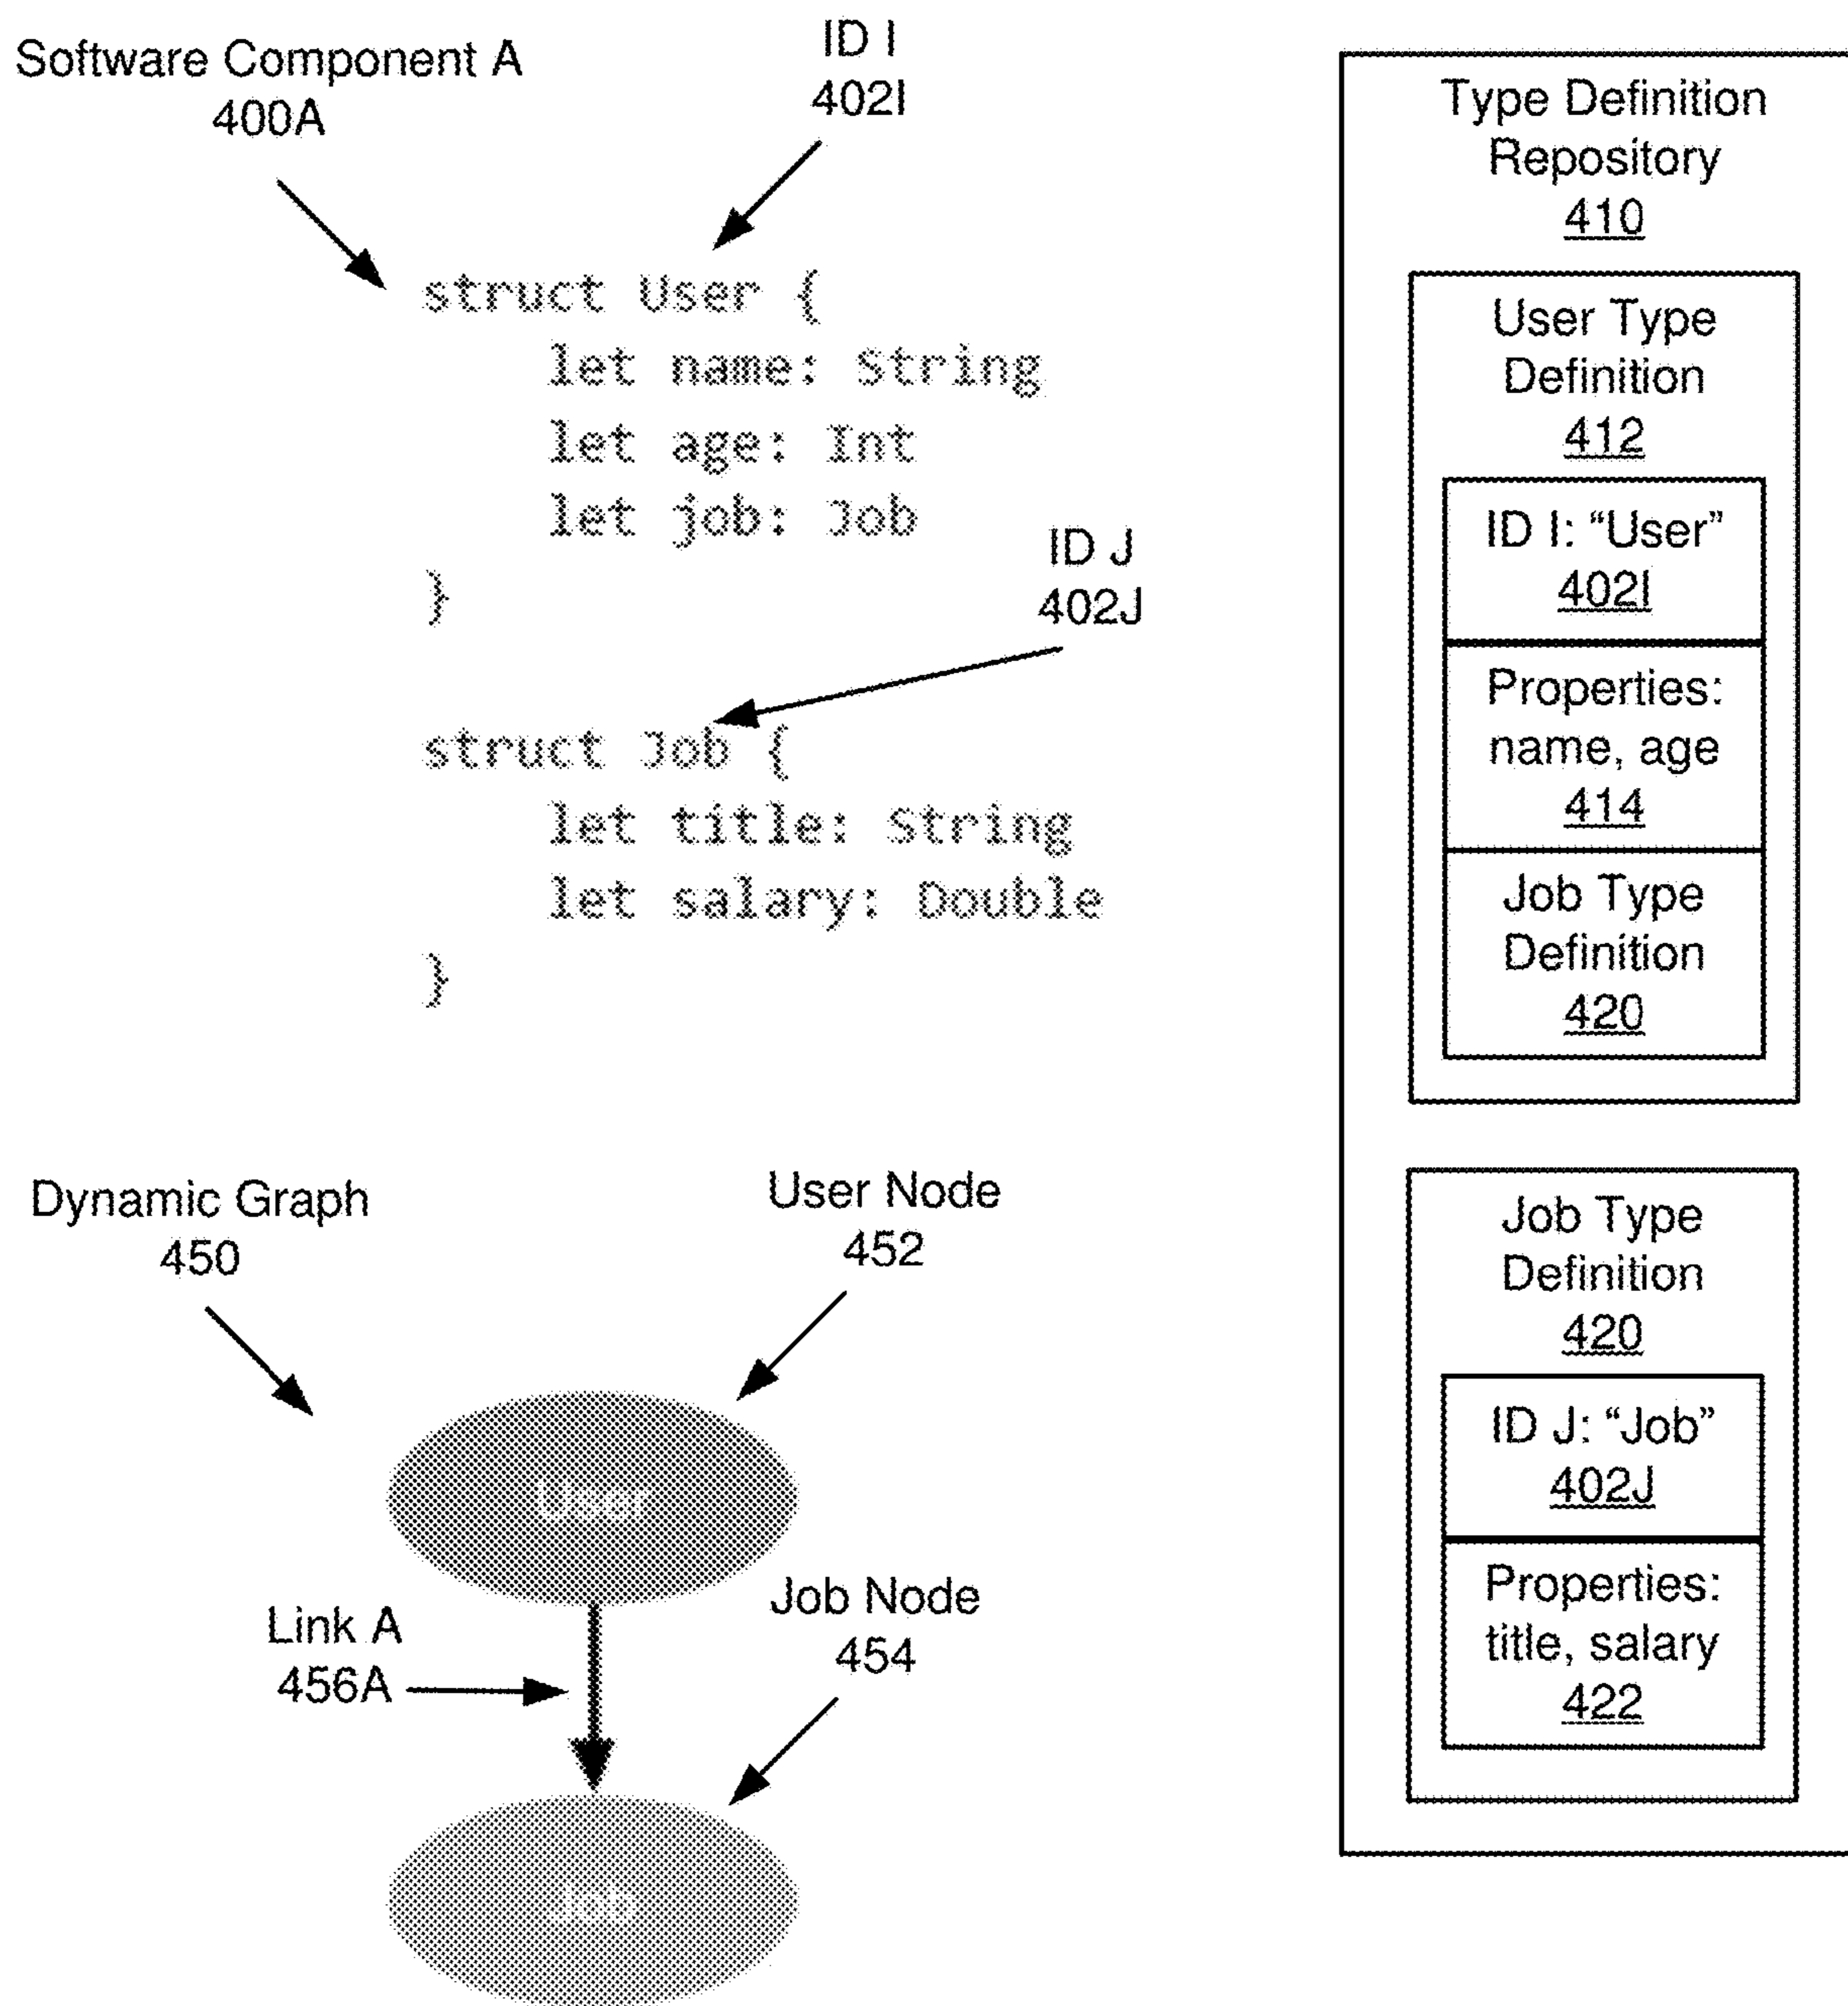 Software Component A
400A
ID I
402I
struct User {
let name: String
let age: Int
let job: Job
}
ID J
402J
struct Job {
let title: String
let salary: Double
}
Dynamic Graph
450
User Node
452
User
Link A
456A
Job Node
454
Job
Type Definition
Repository
410
User Type
Definition
412
ID I: “User”
402I
Properties:
name, age
414
Job Type
Definition
420
Job Type
Definition
420
ID J: “Job”
402J
Properties:
title, salary
422